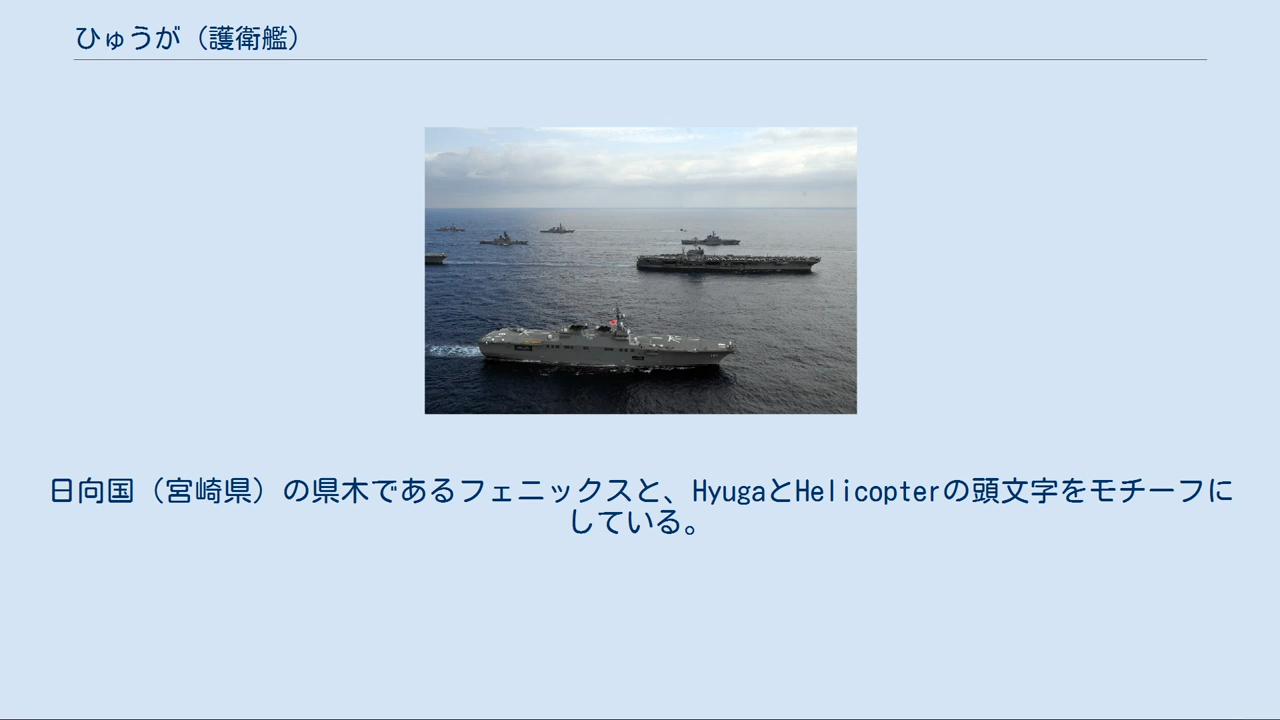 ひゅうが（護衛艦）
日向国（宮崎県）の県木であるフェニックスと、HyugaとHelicopterの頭文字をモチーフに
している。